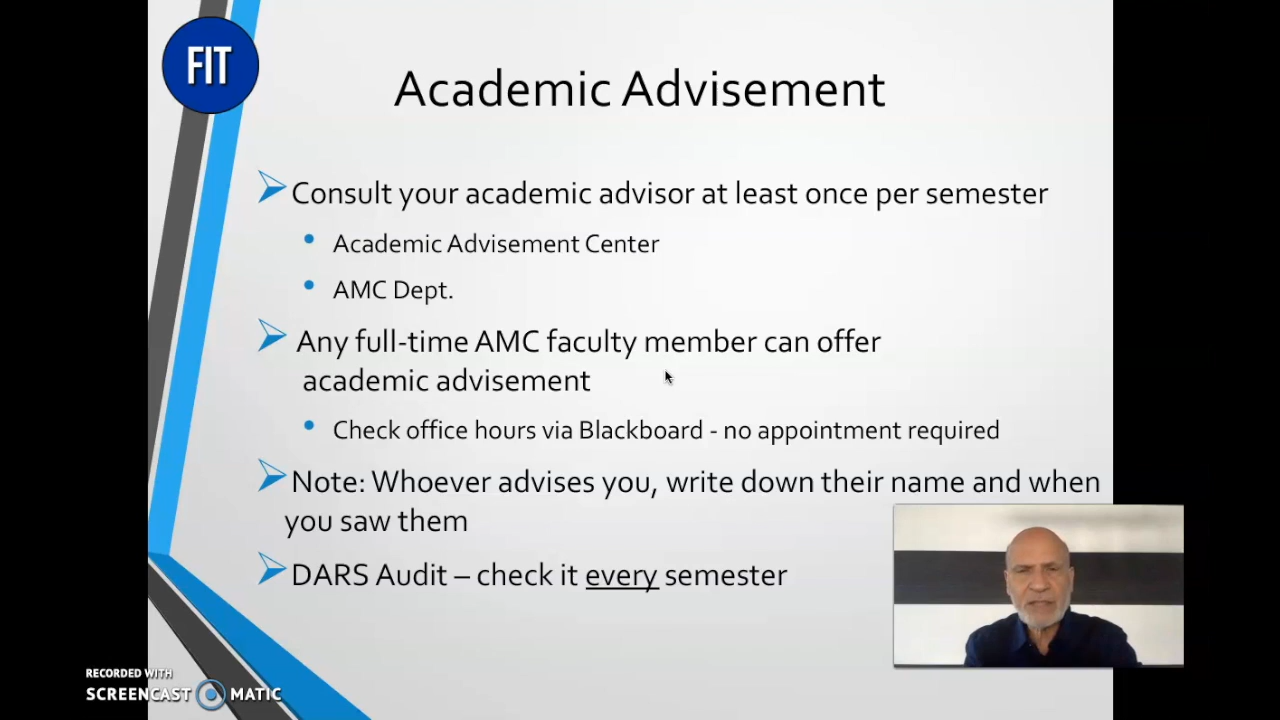 FIT
Academic Advisement
Consult your academic advisor at least once per semester
Academic Advisement Center
AMC Dept.
Any full-time AMC faculty member can offer
academic advisement
Check office hours via Blackboard - no appointment required
Note: Whoever advises you, write down their name and when
you saw them
DARS Audit – check it every semester
RECORDED WITH
SCREENCAST MATIC